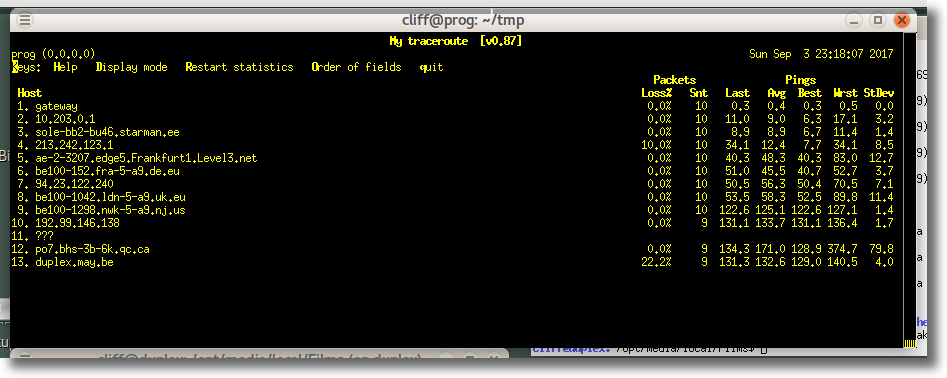 cliff@prog: ~/tmp
My traceroute [v0.87]
prog (0.0.0.0) Sun Sep 3 23:18:07 2017
Keys: Help Display mode Restart statistics Order of fields quit
Packets Pings
Host Loss% Snt Last Avg Best Wrst StDev
1. gateway 0.0% 10 0.3 0.4 0.3 0.5 0.0
2. 10.203.0.1 0.0% 10 11.0 9.0 6.3 17.1 3.2
3. sole-bb2-bu46.starman.ee 0.0% 10 8.9 8.9 6.7 11.4 1.4
4. 213.242.123.1 10.0% 10 34.1 12.4 7.7 34.1 8.5
5. ae-2-3207.edge5.Frankfurt1.Level3.net 0.0% 10 40.3 48.3 40.3 83.0 12.7
6. be100-152.fra-5-a9.de.eu 0.0% 10 51.0 45.5 40.7 52.7 3.7
7. 94.23.122.240 0.0% 10 50.5 56.3 50.4 70.5 7.1
8. be100-1042.ldn-5-a9.uk.eu 0.0% 10 53.5 58.3 52.5 89.8 11.4
9. be100-1298.nwk-5-a9.nj.us 0.0% 10 122.6 125.1 122.6 127.1 1.4
10. 192.99.146.138 0.0% 9 131.1 133.7 131.1 136.4 1.7
11. ???
12. po7.bhs-3b-6k.qc.ca 0.0% 9 134.3 171.0 128.9 374.7 79.8
13. duplex.may.be 22.2% 9 131.3 132.6 129.0 140.5 4.0